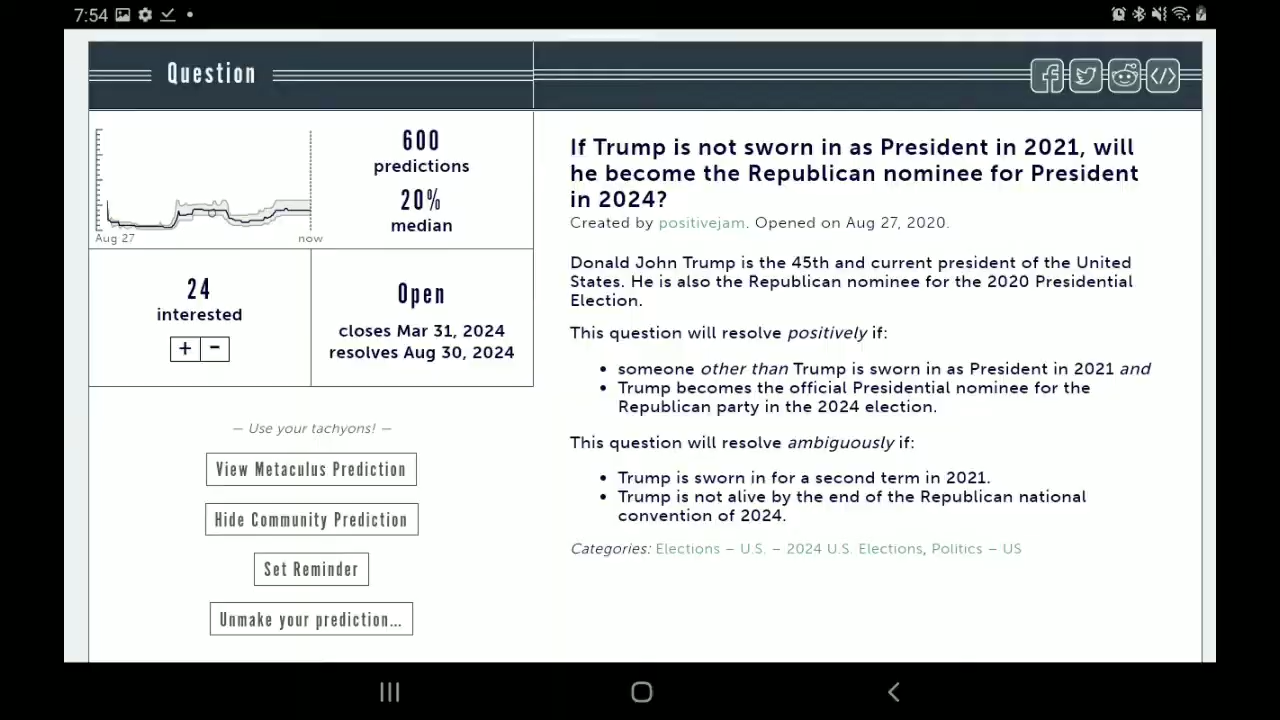 7:54
Question
600
predictions
20%
median
Aug 27
now
24
interested
+ −
Open
closes Mar 31, 2024
resolves Aug 30, 2024
— Use your tachyons! —
View Metaculus Prediction
Hide Community Prediction
Set Reminder
Unmake your prediction...
If Trump is not sworn in as President in 2021, will
he become the Republican nominee for President
in 2024?
Created by positivejam. Opened on Aug 27, 2020.
Donald John Trump is the 45th and current president of the United
States. He is also the Republican nominee for the 2020 Presidential
Election.
This question will resolve positively if:
• someone other than Trump is sworn in as President in 2021 and
• Trump becomes the official Presidential nominee for the
Republican party in the 2024 election.
This question will resolve ambiguously if:
• Trump is sworn in for a second term in 2021.
• Trump is not alive by the end of the Republican national
convention of 2024.
Categories: Elections – U.S. – 2024 U.S. Elections, Politics – US